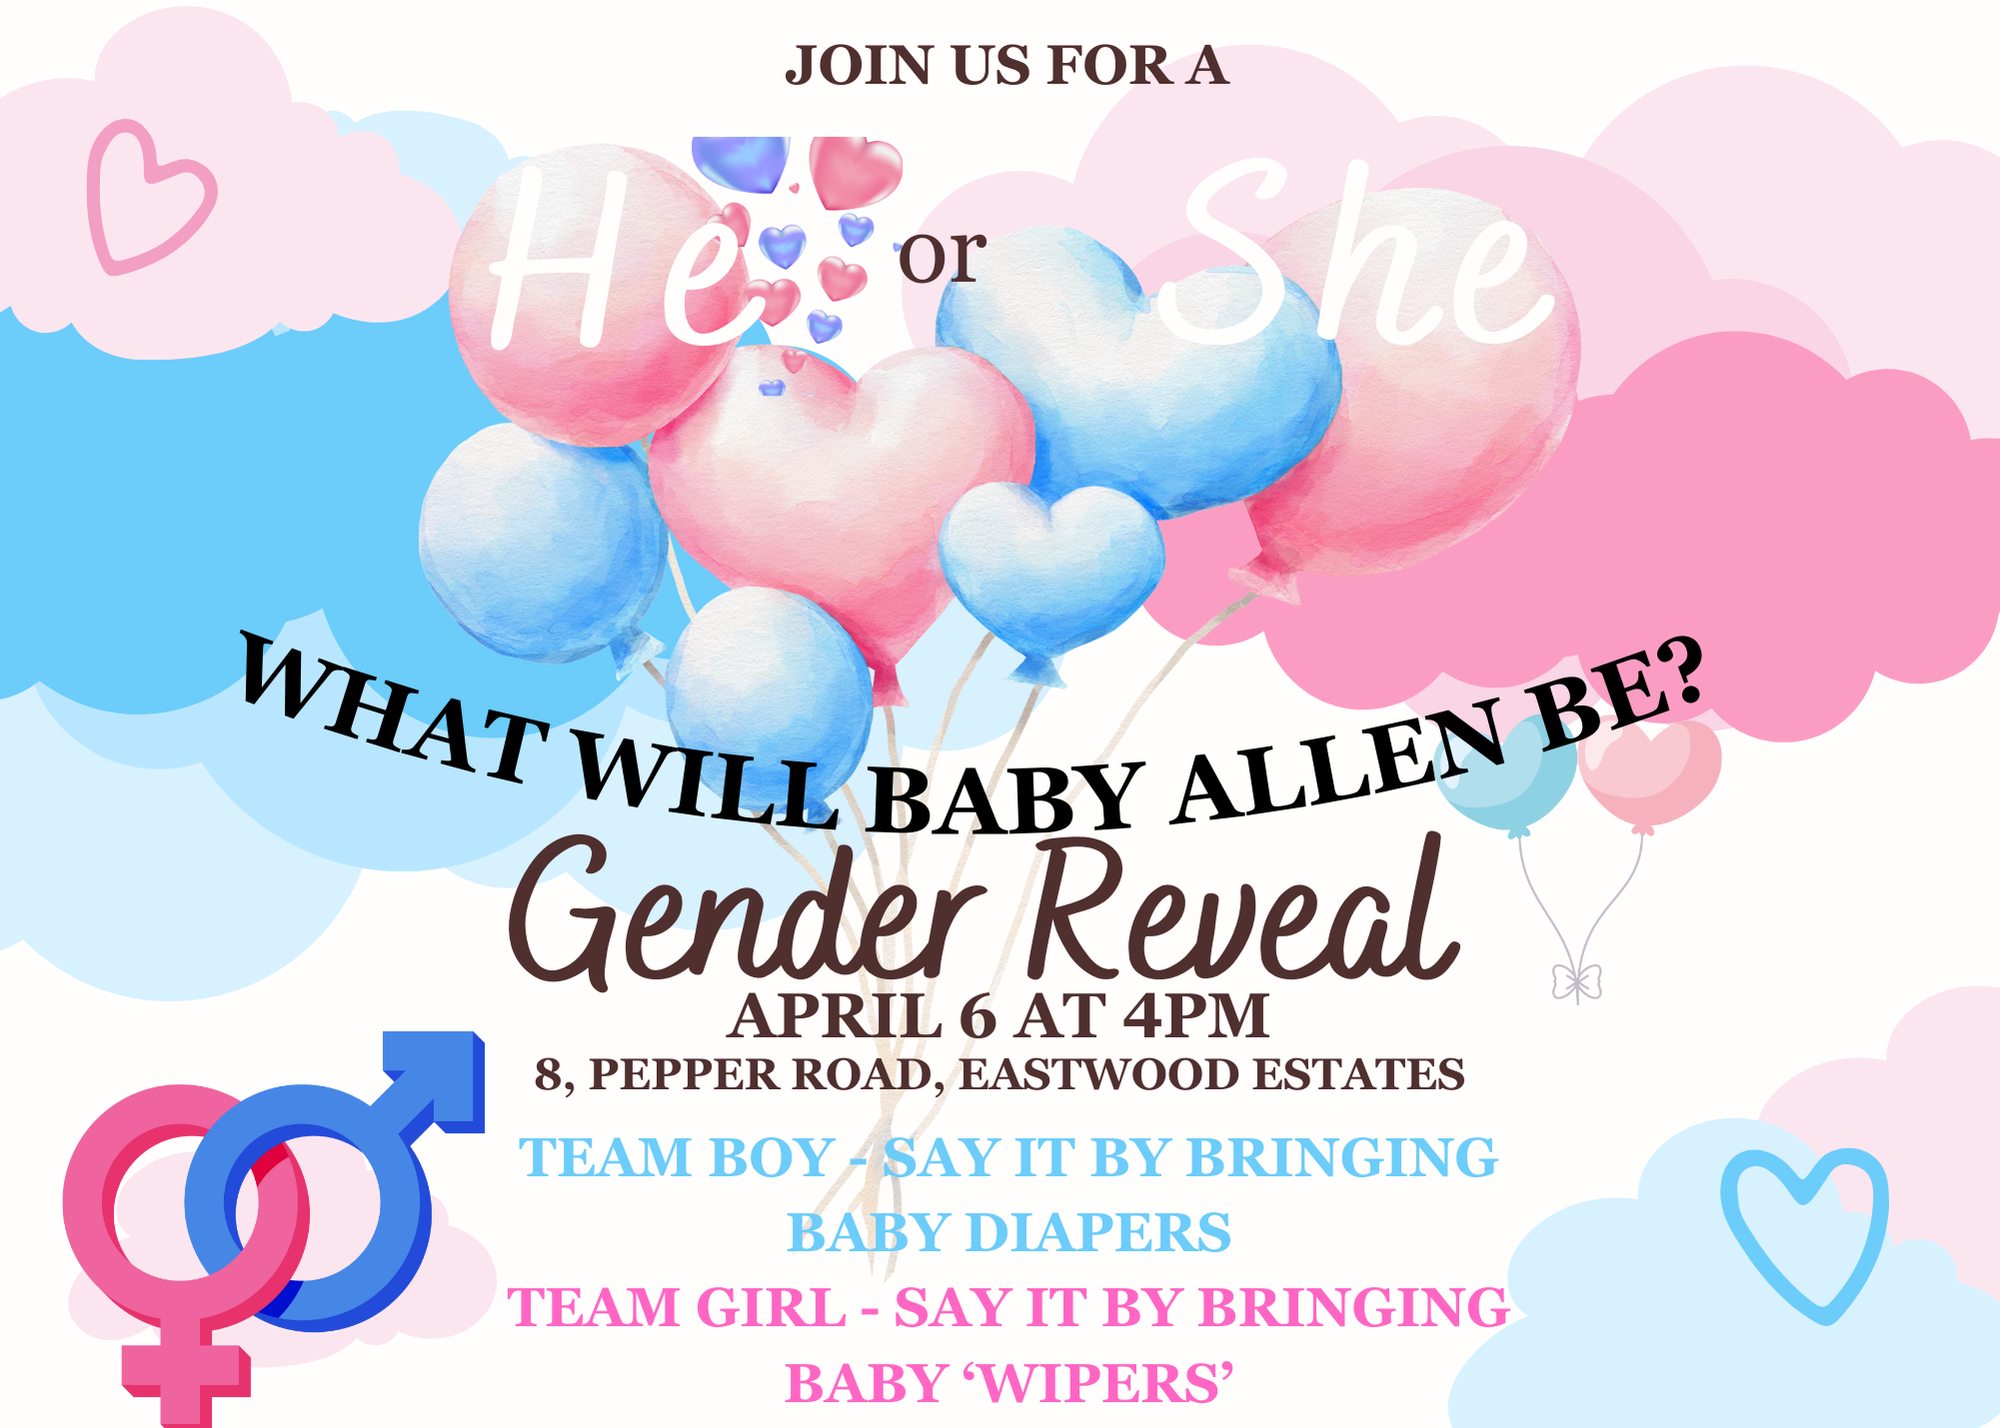 JOIN US FOR A
He or She
WHAT WILL BABY ALLEN BE?
Gender Reveal
APRIL 6 AT 4PM
8, PEPPER ROAD, EASTWOOD ESTATES
TEAM BOY - SAY IT BY BRINGING
BABY DIAPERS
TEAM GIRL - SAY IT BY BRINGING
BABY ‘WIPERS’